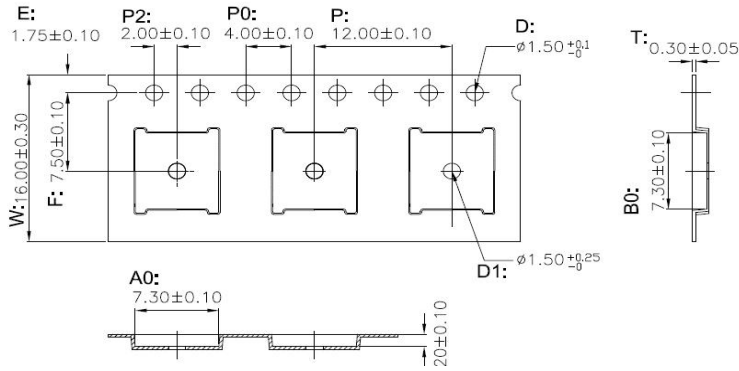 E:
1.75±0.10
P2:
2.00±0.10
P0:
4.00±0.10
P:
12.00±0.10
D:
ø1.50 +0.1 -0
T:
0.30±0.05
W: 16.00±0.30
F: 7.50±0.10
B0: 7.30±0.10
D1: ø1.50 +0.25 -0
A0:
7.30±0.10
20±0.10